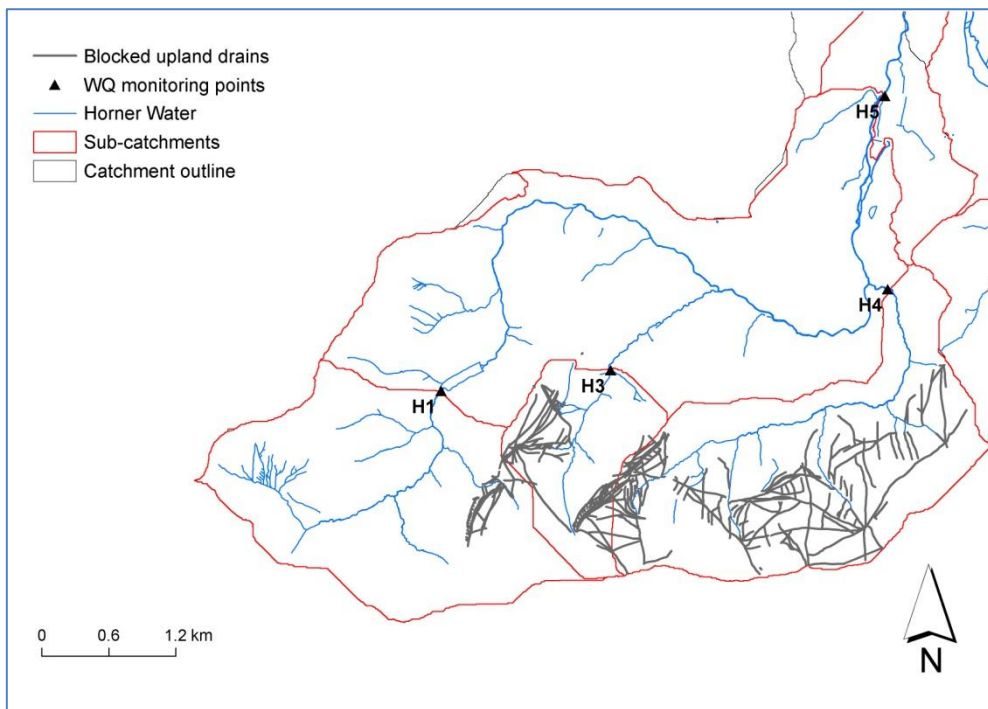 Blocked upland drains
WQ monitoring points
Horner Water
Sub-catchments
Catchment outline
H5
H4
H3
H1
0 0.6 1.2 km
N